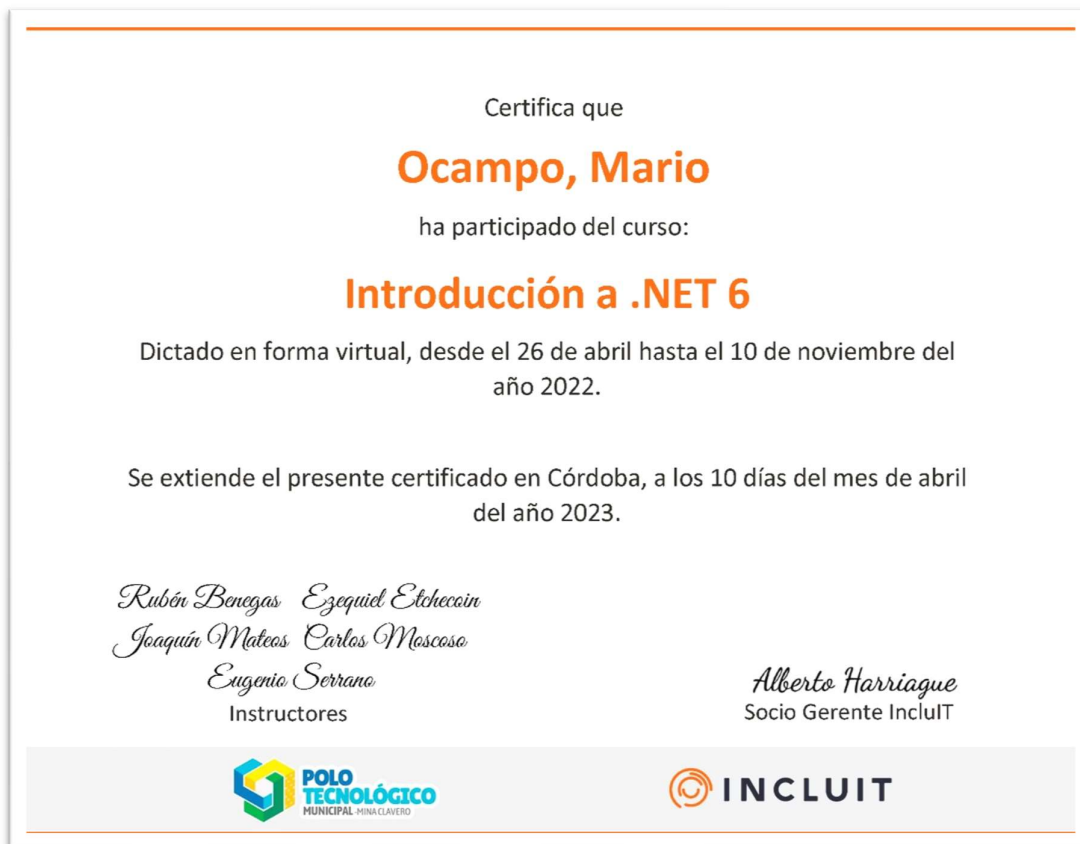 Certifica que
Ocampo, Mario
ha participado del curso:
Introducción a .NET 6
Dictado en forma virtual, desde el 26 de abril hasta el 10 de noviembre del
año 2022.
Se extiende el presente certificado en Córdoba, a los 10 días del mes de abril
del año 2023.
Rubén Benegas Ezequiel Etchecoin
Joaquín Mateos Carlos Moscoso
Eugenio Serrano
Instructores
Alberto Harriague
Socio Gerente IncluIT
POLO
TECNOLÓGICO
MUNICIPAL -MINA CLAVERO
INCLUIT